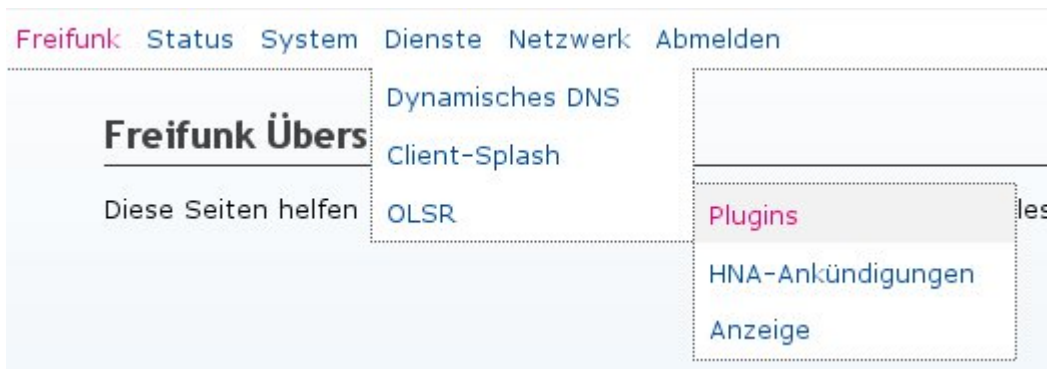 Freifunk Status System Dienste Netzwerk Abmelden
Dynamisches DNS
Freifunk Übers
Client-Splash
Diese Seiten helfen
OLSR
Plugins
HNA-Ankündigungen
Anzeige